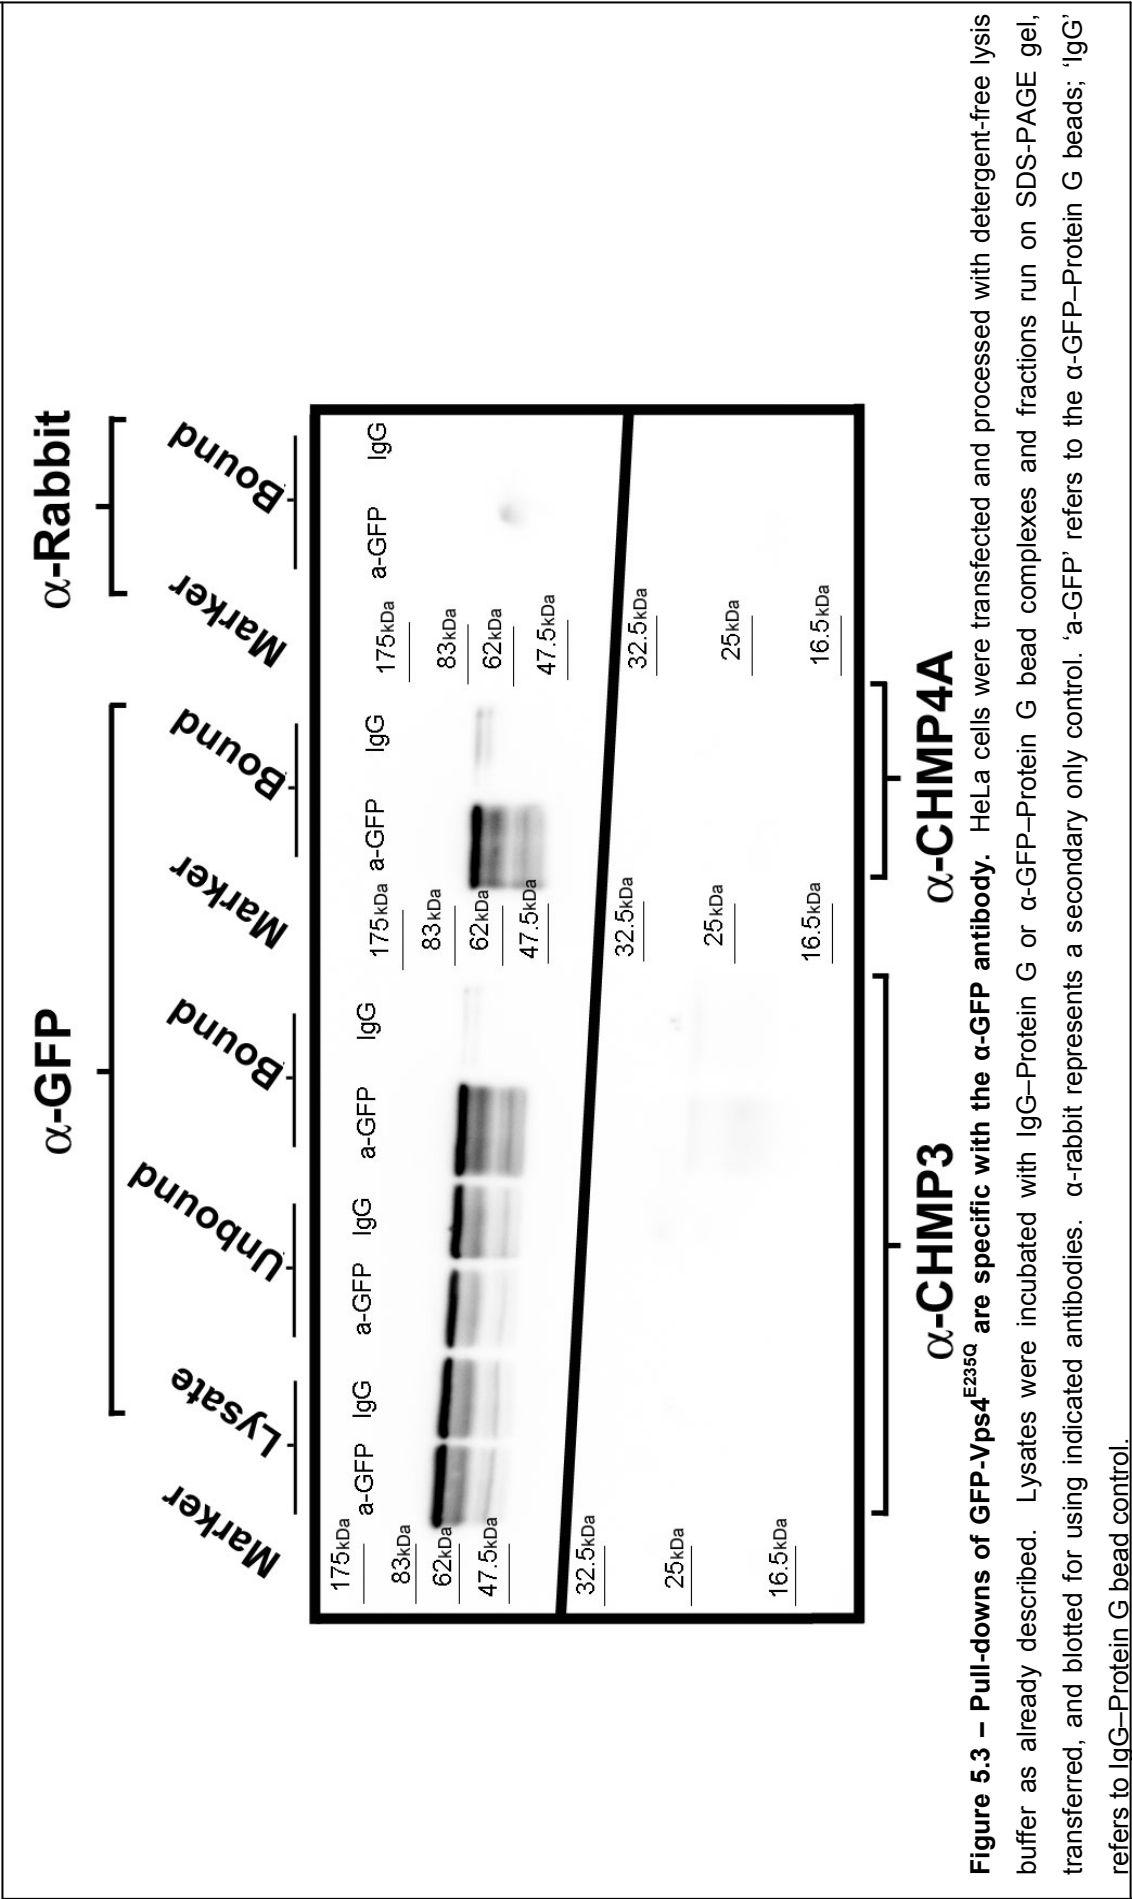 α-GFP α-Rabbit
Marker Lysate Unbound Bound Marker Bound Marker Bound
a-GFP IgG a-GFP IgG a-GFP IgG a-GFP IgG a-GFP IgG
175kDa 175kDa 175kDa
83kDa 83kDa 83kDa
62kDa 62kDa 62kDa
47.5kDa 47.5kDa 47.5kDa
32.5kDa 32.5kDa 32.5kDa
25kDa 25kDa 25kDa
16.5kDa 16.5kDa 16.5kDa
α-CHMP3 α-CHMP4A
Figure 5.3 – Pull-downs of GFP-Vps4E235Q are specific with the α-GFP antibody. HeLa cells were transfected and processed with detergent-free lysis
buffer as already described. Lysates were incubated with IgG–Protein G or α-GFP–Protein G bead complexes and fractions run on SDS-PAGE gel,
transferred, and blotted for using indicated antibodies. α-rabbit represents a secondary only control. ‘a-GFP’ refers to the α-GFP–Protein G beads; ‘IgG’
refers to IgG–Protein G bead control.